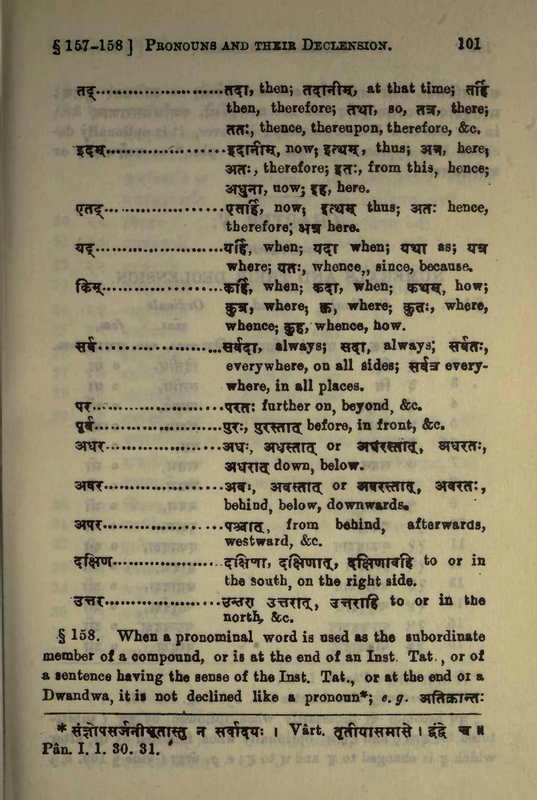 § 157-158 ] PRONOUNS AND THEIR DECLENSION. 101
तद्........................तदा, then; तदानीम्, at that time; तर्हि
then, therefore; तथा, so, तत्र, there;
ततः, thence, thereupon, therefore, &c.
इदम्......................इदानीम्, now; इत्थम्, thus; अत्र, here;
अतः, therefore; इतः, from this, hence;
अधुना, now; इह, here.
एतद्......................एतर्हि, now; इत्थम् thus; अतः hence,
therefore; अत्र here.
यद्........................यर्हि, when; यदा when; यथा as; यत्र
where; यतः, whence,, since, because.
किम्......................कर्हि, when; कदा, when; कथम्, how;
कुत्र, where; क्व, where; कुतः, where,
whence; कुह, whence, how.
सर्व........................सर्वदा, always; सदा, always; सर्वतः,
everywhere, on all sides; सर्वत्र every-
where, in all places.
पर........................परतः further on, beyond, &c.
पूर्व........................पुरः, पुरस्तात् before, in front, &c.
अधर......................अधः, अधस्तात् or अधरस्तात्, अधरतः,
अधरात् down, below.
अवर......................अवः, अवस्तात् or अवरस्तात्, अवरतः,
behind, below, downwards.
अपर......................पश्चात्, from behind, afterwards,
westward, &c.
दक्षिण....................दक्षिणा, दक्षिणात्, दक्षिणाहि to or in
the south, on the right side.
उत्तर......................उत्तरा उत्तरात्, उत्तराहि to or in the
north, &c.
§ 158. When a pronominal word is used as the subordinate
member of a compound, or is at the end of an Inst. Tat., or of
a sentence having the sense of the Inst. Tat., or at the end of a
Dwandwa, it is not declined like a pronoun*; e. g. अतिक्रान्तः
* संज्ञोपसर्जनीभूतास्तु न सर्वादयः । Vârt. तृतीयासमासे । द्वंद्वे च ॥
Pân. I. 1. 30. 31.